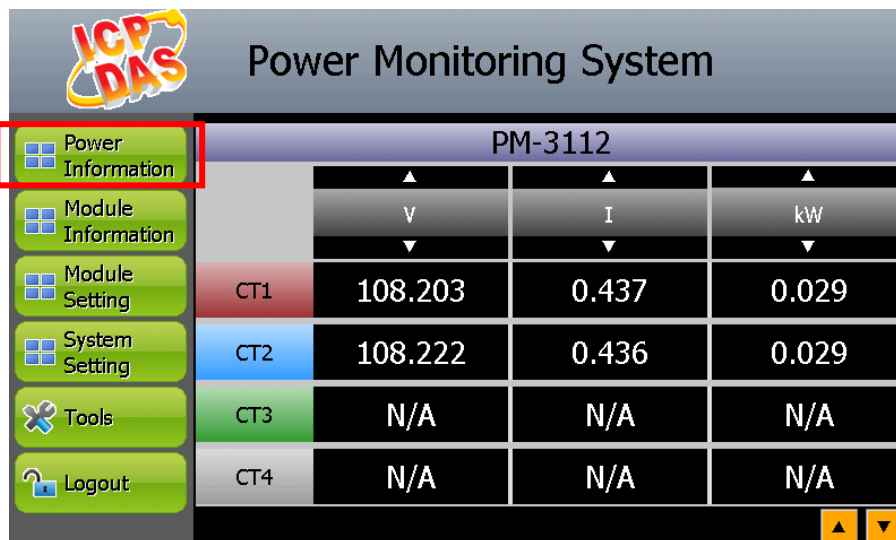 ICP
DAS
Power Monitoring System
Power
Information
Module
Information
Module
Setting
System
Setting
Tools
Logout
PM-3112
V I kW
CT1 108.203 0.437 0.029
CT2 108.222 0.436 0.029
CT3 N/A N/A N/A
CT4 N/A N/A N/A